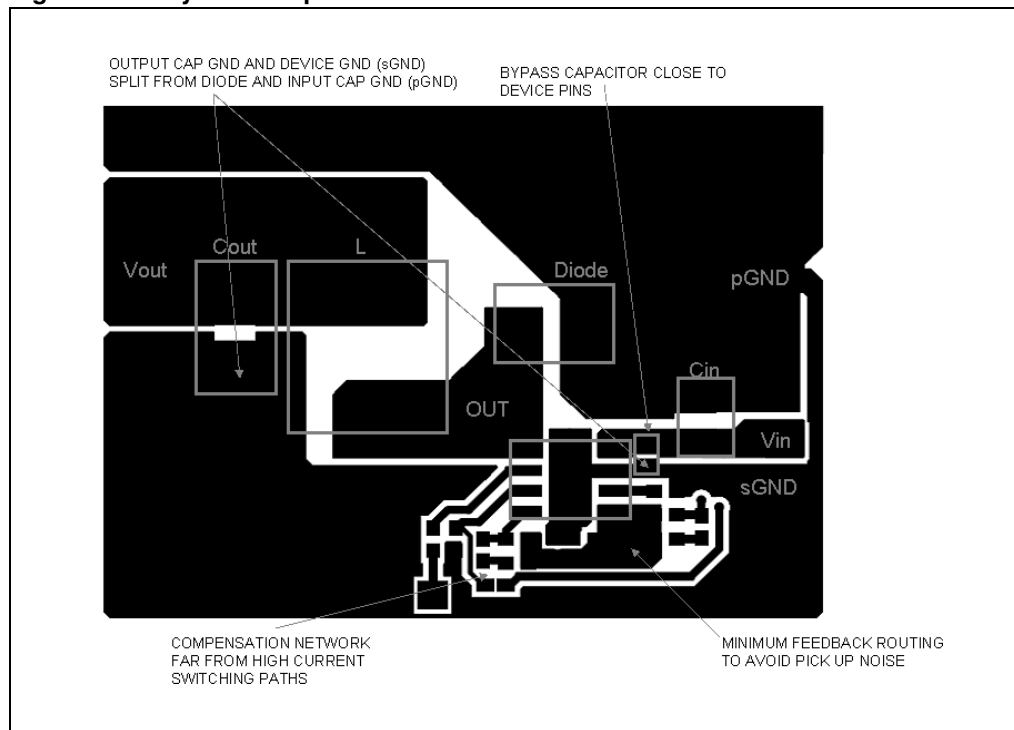 OUTPUT CAP GND AND DEVICE GND (sGND)
SPLIT FROM DIODE AND INPUT CAP GND (pGND)
BYPASS CAPACITOR CLOSE TO
DEVICE PINS
Cout
L
Vout
Diode
pGND
Cin
OUT
Vin
sGND
COMPENSATION NETWORK
FAR FROM HIGH CURRENT
SWITCHING PATHS
MINIMUM FEEDBACK ROUTING
TO AVOID PICK UP NOISE